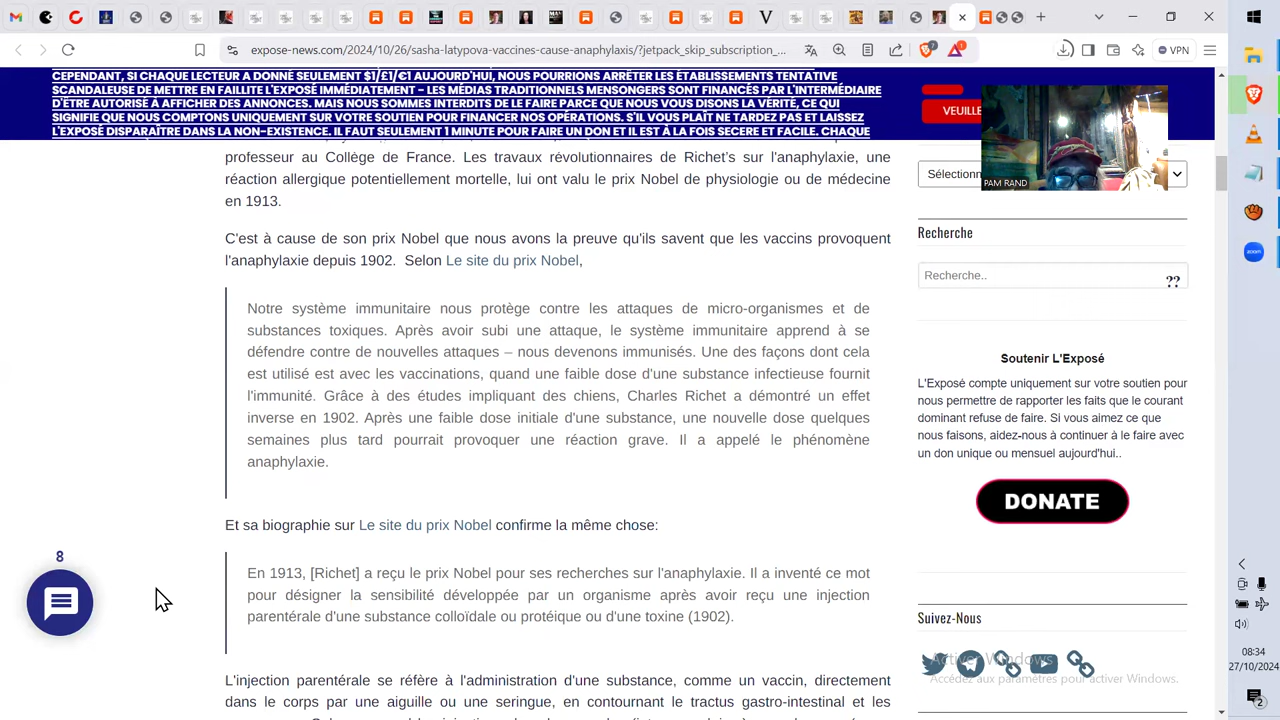 expose-news.com/2024/10/26/sasha-latypova-vaccines-cause-anaphylaxis/?jetpack_skip_subscription_...
VPN
CEPENDANT, SI CHAQUE LECTEUR A DONNÉ SEULEMENT $1/£1/€1 AUJOURD'HUI, NOUS POURRIONS ARRÊTER LES ÉTABLISSEMENTS TENTATIVE
SCANDALEUSE DE METTRE EN FAILLITE L'EXPOSÉ IMMÉDIATEMENT - LES MÉDIAS TRADITIONNELS MENSONGERS SONT FINANCÉS PAR L'INTERMÉDIAIRE
D'ÊTRE AUTORISÉ À AFFICHER DES ANNONCES. MAIS NOUS SOMMES INTERDITS DE LE FAIRE PARCE QUE NOUS VOUS DISONS LA VÉRITÉ, CE QUI
SIGNIFIE QUE NOUS COMPTONS UNIQUEMENT SUR VOTRE SOUTIEN POUR FINANCER NOS OPÉRATIONS. S'IL VOUS PLAÎT NE TARDEZ PAS ET LAISSEZ
L'EXPOSÉ DISPARAÎTRE DANS LA NON-EXISTENCE. IL FAUT SEULEMENT 1 MINUTE POUR FAIRE UN DON ET IL EST À LA FOIS SECERE ET FACILE. CHAQUE
professeur au Collège de France. Les travaux révolutionnaires de Richet's sur l'anaphylaxie, une
réaction allergique potentiellement mortelle, lui ont valu le prix Nobel de physiologie ou de médecine
en 1913.
C'est à cause de son prix Nobel que nous avons la preuve qu'ils savent que les vaccins provoquent
l'anaphylaxie depuis 1902. Selon Le site du prix Nobel,
Notre système immunitaire nous protège contre les attaques de micro-organismes et de
substances toxiques. Après avoir subi une attaque, le système immunitaire apprend à se
défendre contre de nouvelles attaques – nous devenons immunisés. Une des façons dont cela
est utilisé est avec les vaccinations, quand une faible dose d'une substance infectieuse fournit
l'immunité. Grâce à des études impliquant des chiens, Charles Richet a démontré un effet
inverse en 1902. Après une faible dose initiale d'une substance, une nouvelle dose quelques
semaines plus tard pourrait provoquer une réaction grave. Il a appelé le phénomène
anaphylaxie.
Et sa biographie sur Le site du prix Nobel confirme la même chose:
En 1913, [Richet] a reçu le prix Nobel pour ses recherches sur l'anaphylaxie. Il a inventé ce mot
pour désigner la sensibilité développée par un organisme après avoir reçu une injection
parentérale d'une substance colloïdale ou protéique ou d'une toxine (1902).
L'injection parentérale se réfère à l'administration d'une substance, comme un vaccin, directement
dans le corps par une aiguille ou une seringue, en contournant le tractus gastro-intestinal et les
8
VEUILLE
PAM RAND
Sélection
Recherche
Recherche..
??
Soutenir L'Exposé
L'Exposé compte uniquement sur votre soutien pour
nous permettre de rapporter les faits que le courant
dominant refuse de faire. Si vous aimez ce que
nous faisons, aidez-nous à continuer à le faire avec
un don unique ou mensuel aujourd'hui..
DONATE
Suivez-Nous
Activer Windows
Accédez aux paramètres pour activer Windows.
zoom
08:34
27/10/2024
2